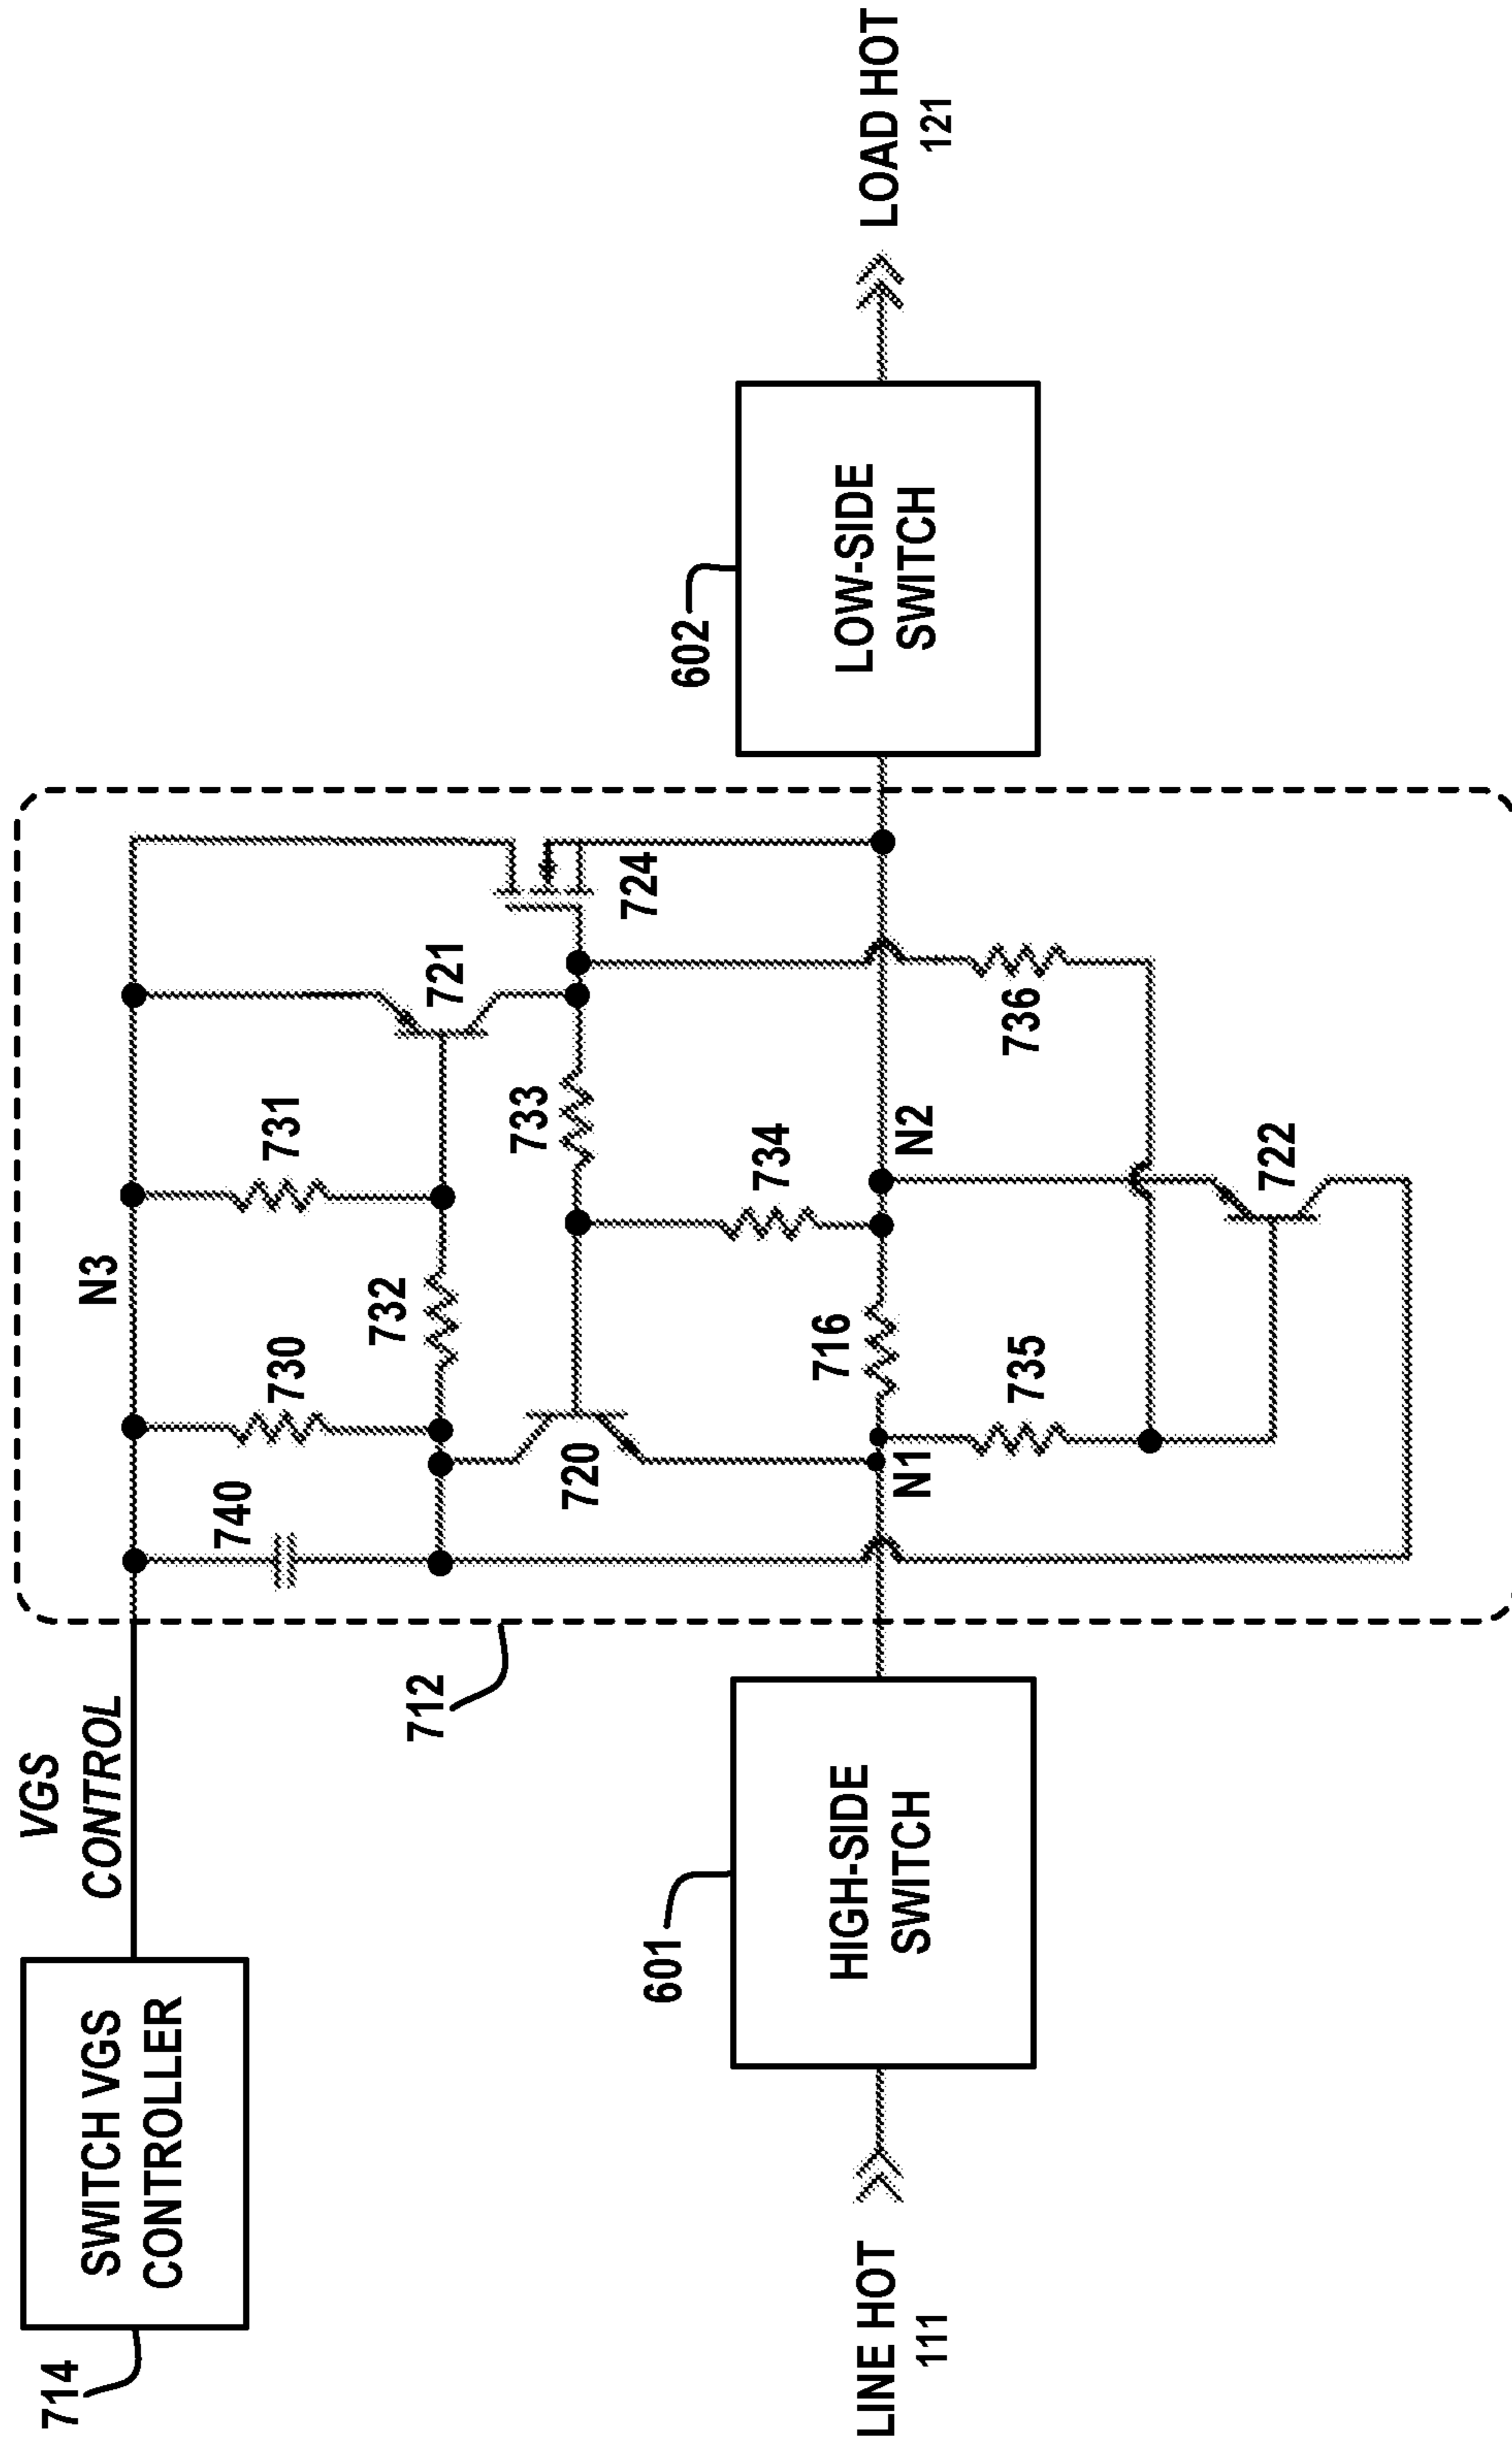 714
SWITCH VGS
CONTROLLER
VGS
CONTROL
N3
712
740
730
731
732
721
733
720
724
734
601
HIGH-SIDE
SWITCH
602
LOW-SIDE
SWITCH
LINE HOT
111
LOAD HOT
121
716
N1
N2
735
736
722